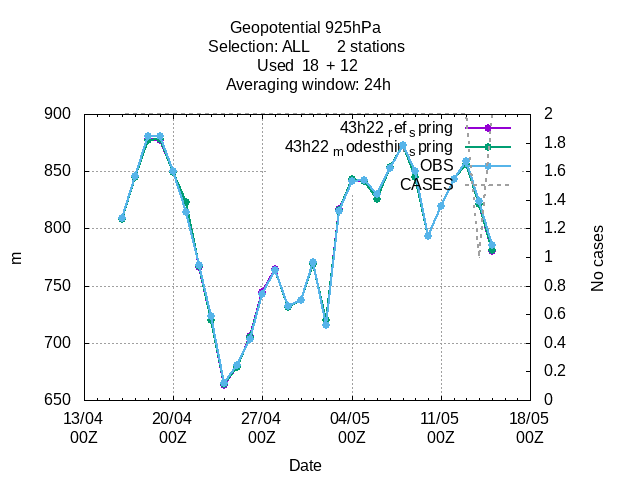 Geopotential 925hPa
Selection: ALL 2 stations
Used 18 + 12
Averaging window: 24h
900 2
43h22 ref spring 1.8
43h22 modesthin spring
850 OBS 1.6
CASES 1.4
800 1.2
m 1 No cases
750 0.8
0.6
700 0.4
0.2
650 0
13/04 20/04 27/04 04/05 11/05 18/05
00Z 00Z 00Z 00Z 00Z 00Z
Date